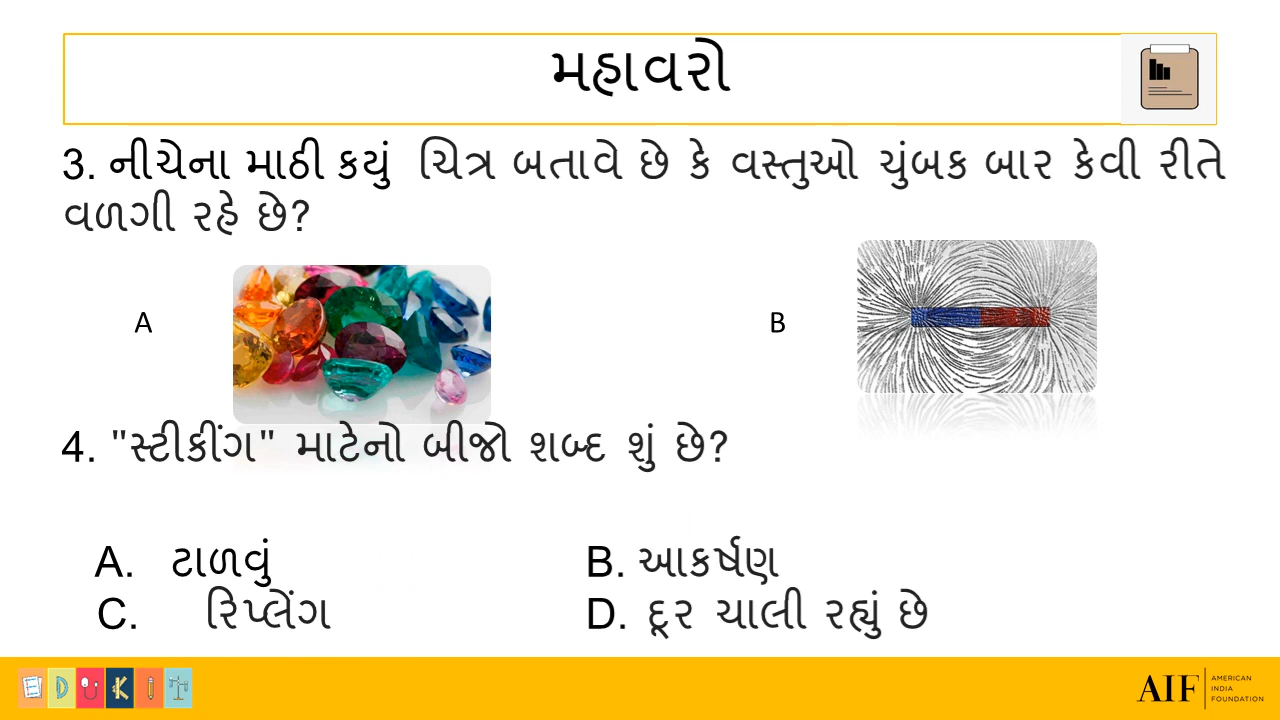 મહાવરો
3. નીચેના માઠી કયું ચિત્ર બતાવે છે કે વસ્તુઓ ચુંબક બાર કેવી રીતે
વળગી રહે છે?
A
B
4. "સ્ટીકીંગ" માટેનો બીજો શબ્દ શું છે?
A. ટાળવું
B. આકર્ષણ
C. રિપ્લેંગ
D. દૂર ચાલી રહ્યું છે
EDUKIT
AIF AMERICAN
INDIA
FOUNDATION